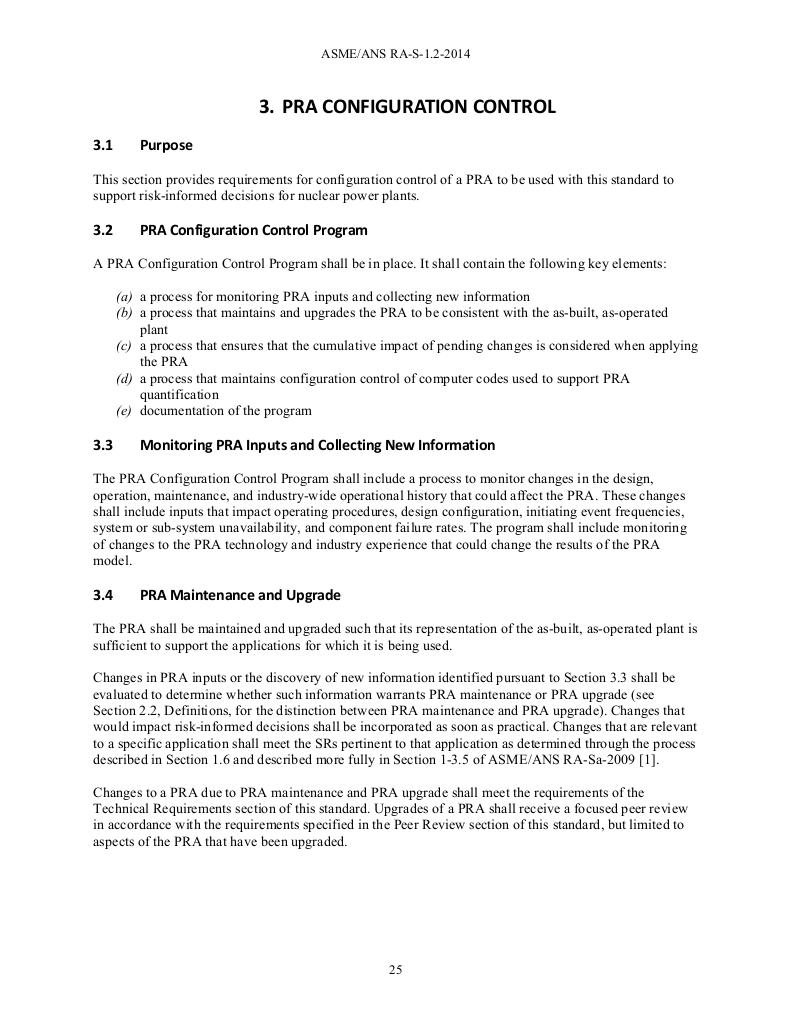 ASME/ANS RA-S-1.2-2014
3. PRA CONFIGURATION CONTROL
3.1 Purpose
This section provides requirements for configuration control of a PRA to be used with this standard to
support risk-informed decisions for nuclear power plants.
3.2 PRA Configuration Control Program
A PRA Configuration Control Program shall be in place. It shall contain the following key elements:
(a) a process for monitoring PRA inputs and collecting new information
(b) a process that maintains and upgrades the PRA to be consistent with the as-built, as-operated
plant
(c) a process that ensures that the cumulative impact of pending changes is considered when applying
the PRA
(d) a process that maintains configuration control of computer codes used to support PRA
quantification
(e) documentation of the program
3.3 Monitoring PRA Inputs and Collecting New Information
The PRA Configuration Control Program shall include a process to monitor changes in the design,
operation, maintenance, and industry-wide operational history that could affect the PRA. These changes
shall include inputs that impact operating procedures, design configuration, initiating event frequencies,
system or sub-system unavailability, and component failure rates. The program shall include monitoring
of changes to the PRA technology and industry experience that could change the results of the PRA
model.
3.4 PRA Maintenance and Upgrade
The PRA shall be maintained and upgraded such that its representation of the as-built, as-operated plant is
sufficient to support the applications for which it is being used.
Changes in PRA inputs or the discovery of new information identified pursuant to Section 3.3 shall be
evaluated to determine whether such information warrants PRA maintenance or PRA upgrade (see
Section 2.2, Definitions, for the distinction between PRA maintenance and PRA upgrade). Changes that
would impact risk-informed decisions shall be incorporated as soon as practical. Changes that are relevant
to a specific application shall meet the SRs pertinent to that application as determined through the process
described in Section 1.6 and described more fully in Section 1-3.5 of ASME/ANS RA-Sa-2009 [1].
Changes to a PRA due to PRA maintenance and PRA upgrade shall meet the requirements of the
Technical Requirements section of this standard. Upgrades of a PRA shall receive a focused peer review
in accordance with the requirements specified in the Peer Review section of this standard, but limited to
aspects of the PRA that have been upgraded.
25